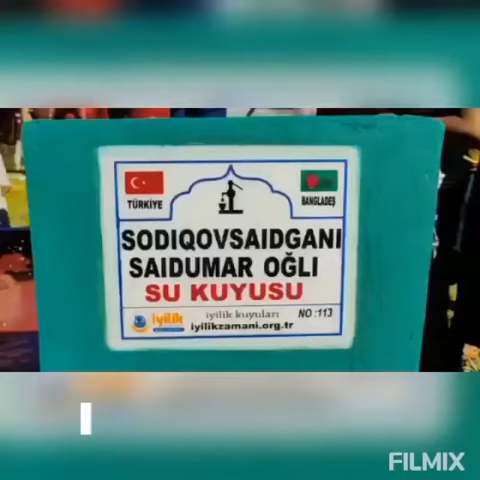 TÜRKİYE
BANGLADEŞ
SODIQOVSAIDGANI
SAIDUMAR OĞLI
SU KUYUSU
iyilik
iyilik kuyuları
NO :113
iyilikzamani.org.tr
FILMIX